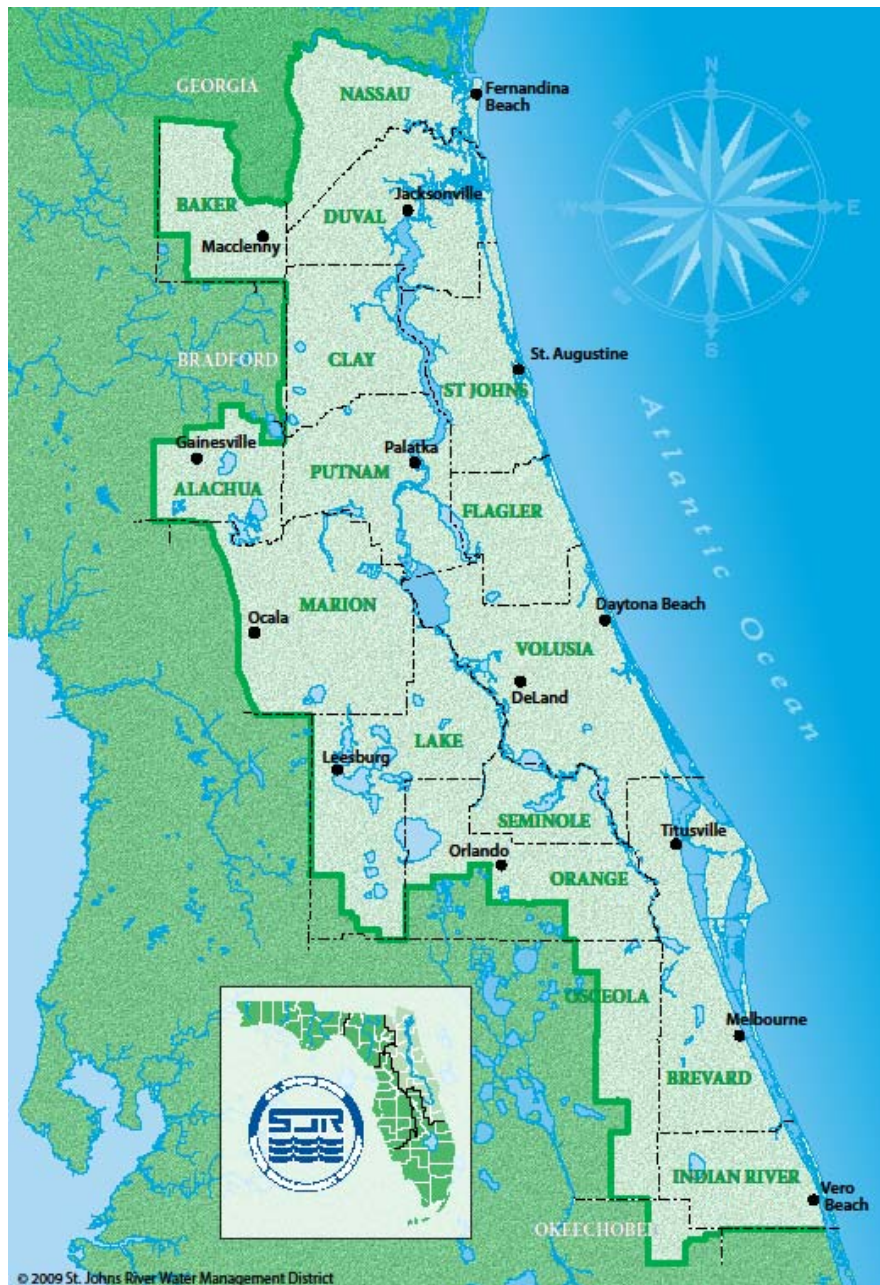 GEORGIA
NASSAU
Fernandina
Beach
N
E
S
W
BAKER
Macclenny
Jacksonville
DUVAL
BRADFORD
CLAY
St. Augustine
ST JOHNS
Gainesville
ALACHUA
Palatka
PUTNAM
FLAGLER
Atlantic Ocean
MARION
Ocala
Daytona Beach
VOLUSIA
DeLand
LAKE
Leesburg
SEMINOLE
Titusville
Orlando
ORANGE
OSCEOLA
Melbourne
BREVARD
SJR
INDIAN RIVER
Vero
Beach
OKEECHOBEE
© 2009 St. Johns River Water Management District